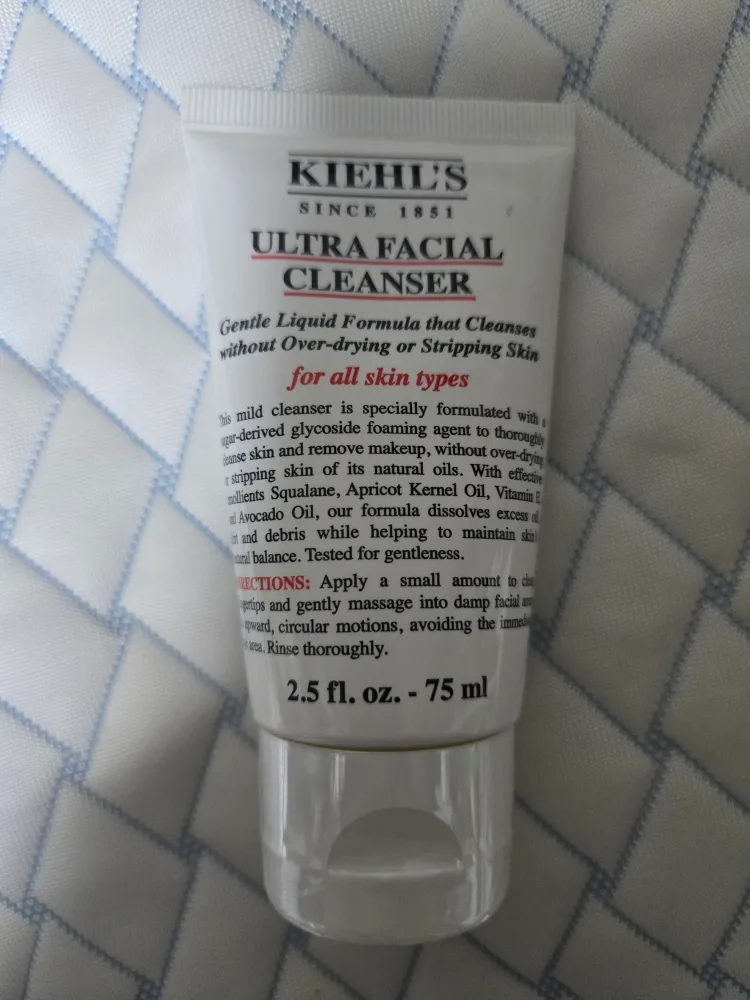 KIEHL'S
SINCE 1851
ULTRA FACIAL
CLEANSER
Gentle Liquid Formula that Cleanses
without Over-drying or Stripping Skin
for all skin types
mild cleanser is specially formulated with
glycoside foaming agent to thoroughly
skin and remove makeup, without over-drying
stripping skin of its natural oils. With effective
Squalane, Apricot Kernel Oil, Vitamin E
Avocado Oil, our formula dissolves excess
and debris while helping to maintain
balance. Tested for gentleness.
Apply a small amount to
and gently massage into damp facial
circular motions, avoiding the
area. Rinse thoroughly.
2.5 fl. oz. - 75 ml